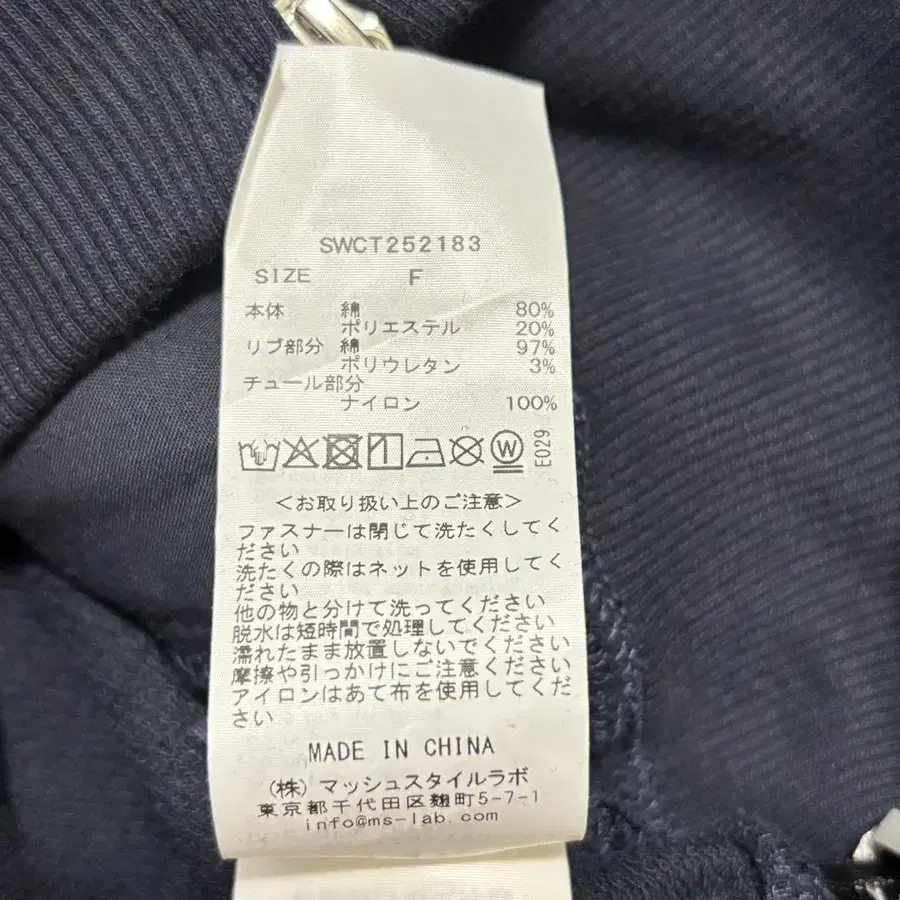 SWCT252183
SIZE F
本体 綿 80%
ポリエステル 20%
リブ部分 綿 97%
ポリウレタン 3%
チュール部分
ナイロン 100%
W E029
<お取り扱い上のご注意>
ファスナーは閉じて洗たくしてく
ださい
洗たくの際はネットを使用してく
ださい
他の物と分けて洗ってください
脱水は短時間で処理してください
濡れたまま放置しないでください
摩擦や引っかけにご注意ください
アイロンはあて布を使用してくだ
さい
MADE IN CHINA
(株)マッシュスタイルラボ
東京都千代田区麹町5-7-1
info@ms-lab.com